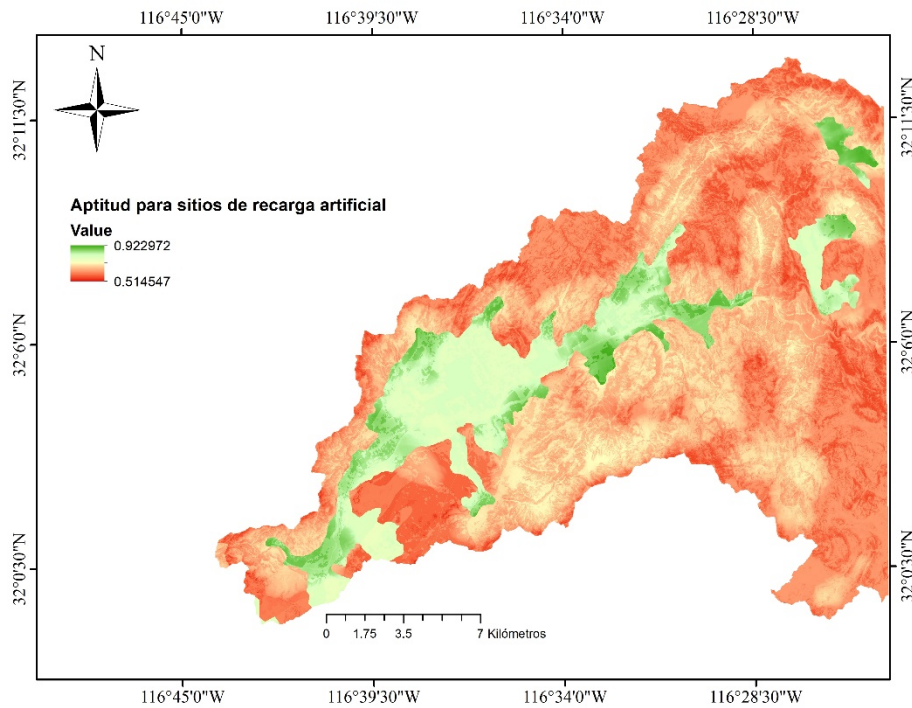 116°45'0"W 116°39'30"W 116°34'0"W 116°28'30"W
N
32°11'30"N 32°11'30"N
Aptitud para sitios de recarga artificial
Value
0.922972
0.514547
32°6'0"N 32°6'0"N
32°0'30"N 32°0'30"N
0 1.75 3.5 7 Kilómetros
116°45'0"W 116°39'30"W 116°34'0"W 116°28'30"W